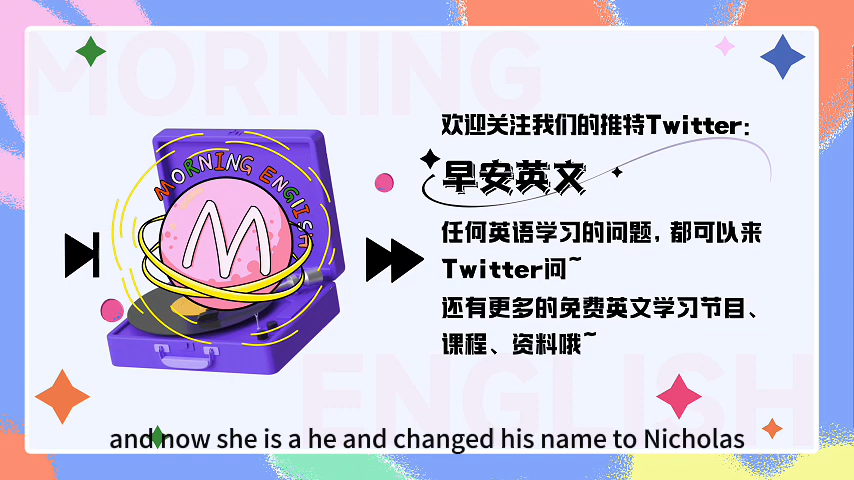 MORNING
MORNING ENGLISH
M
欢迎关注我们的推特Twitter：
早安英文
任何英语学习的问题，都可以来
Twitter问~
还有更多的免费英文学习节目、
课程、资料哦~
ENGLISH
and now she is a he and changed his name to Nicholas